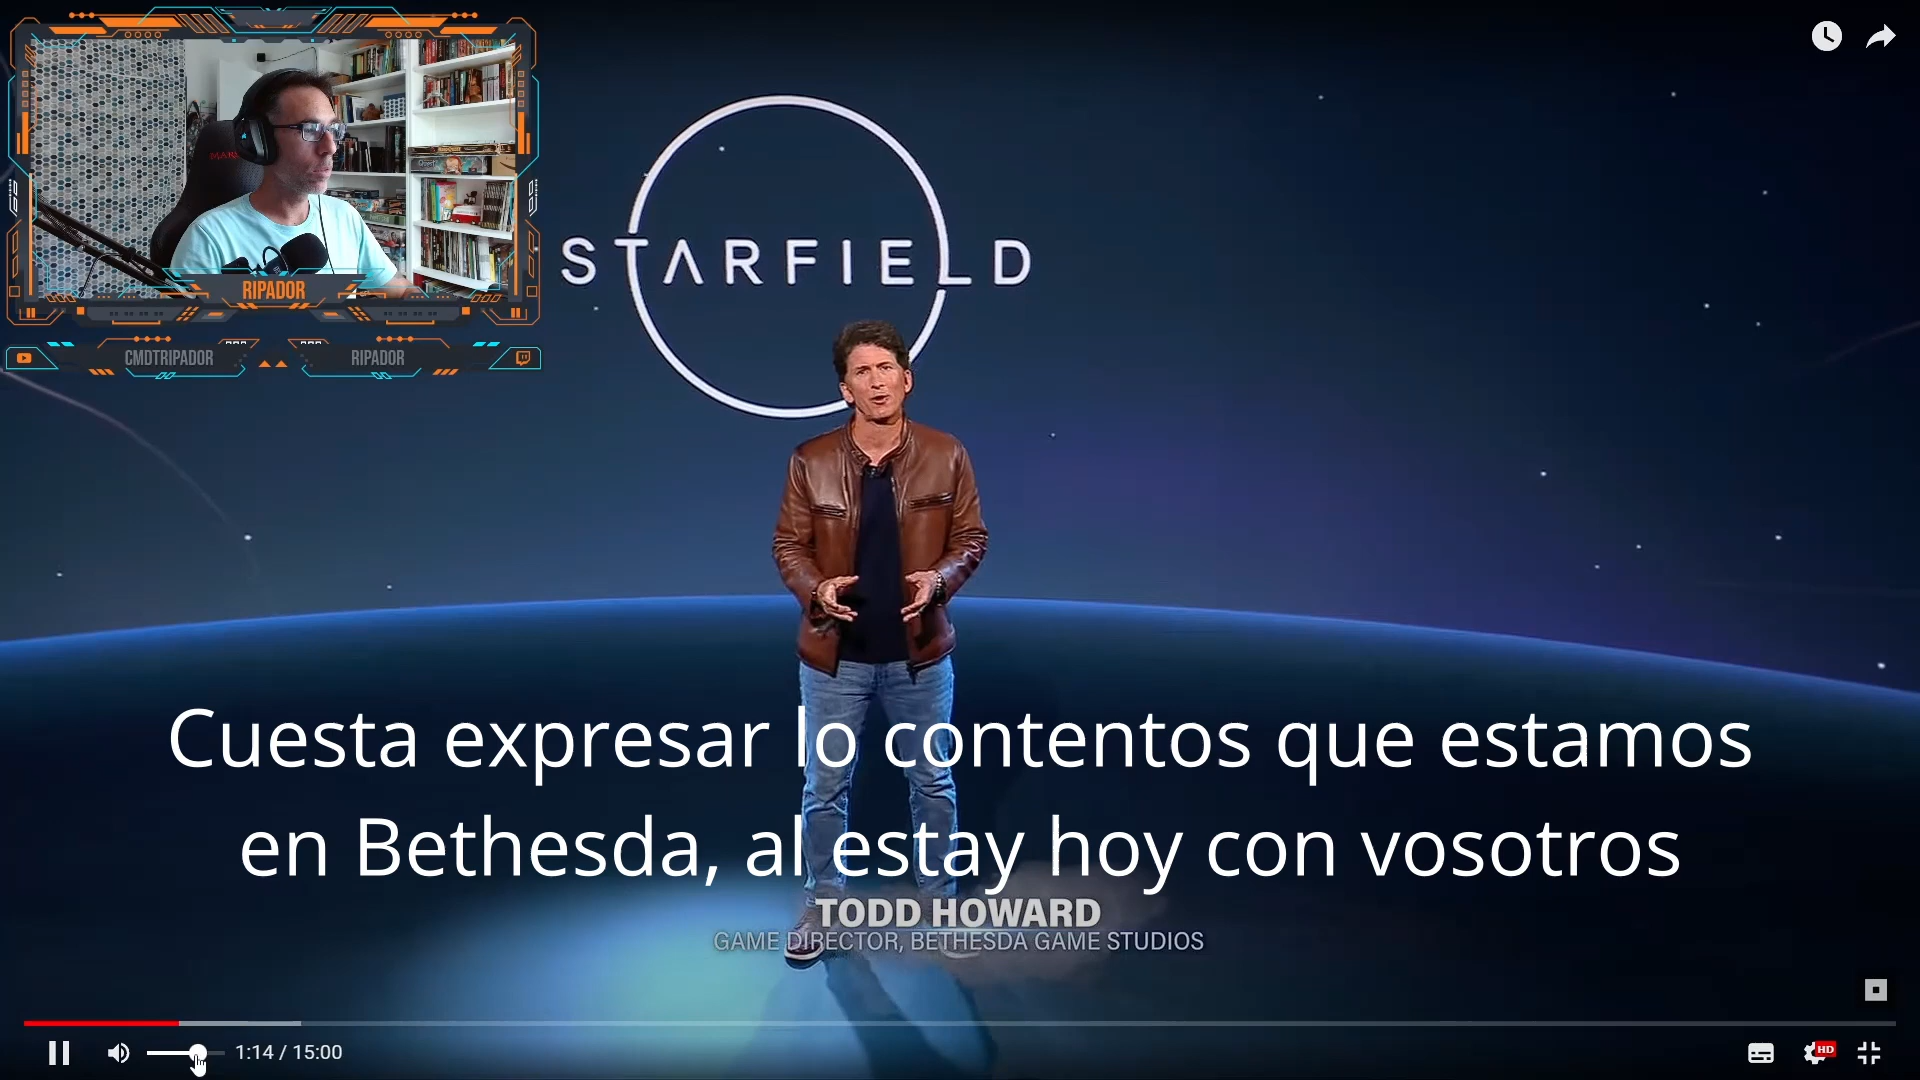 RIPADOR
CMDTRIPADOR
RIPADOR
STARFIELD
Cuesta expresar lo contentos que estamos
en Bethesda, al estay hoy con vosotros
TODD HOWARD
GAME DIRECTOR, BETHESDA GAME STUDIOS
1:14 / 15:00
HD